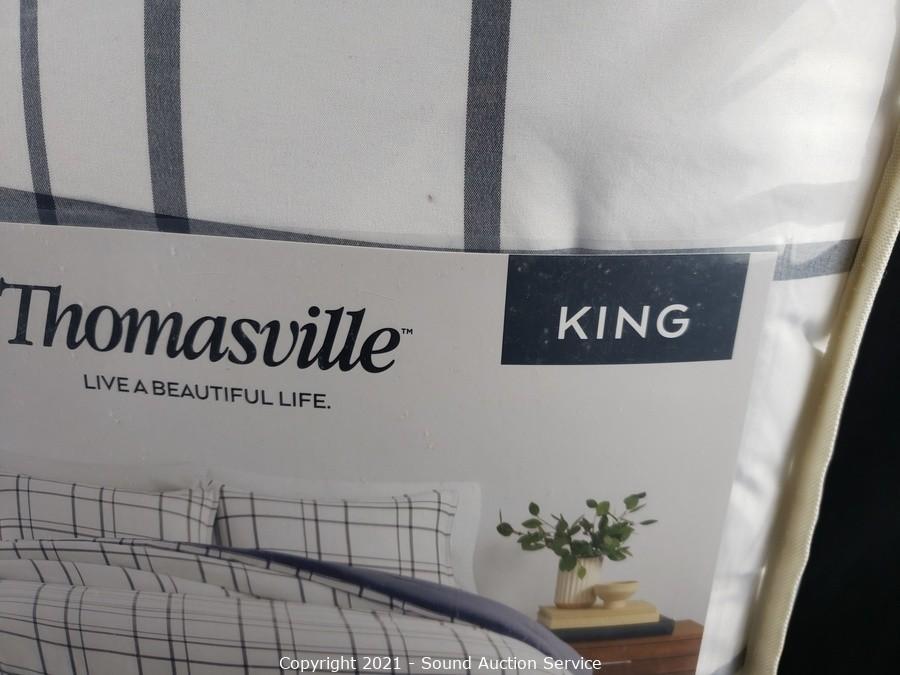 Thomasville™
KING
LIVE A BEAUTIFUL LIFE.
Copyright 2021 - Sound Auction Service